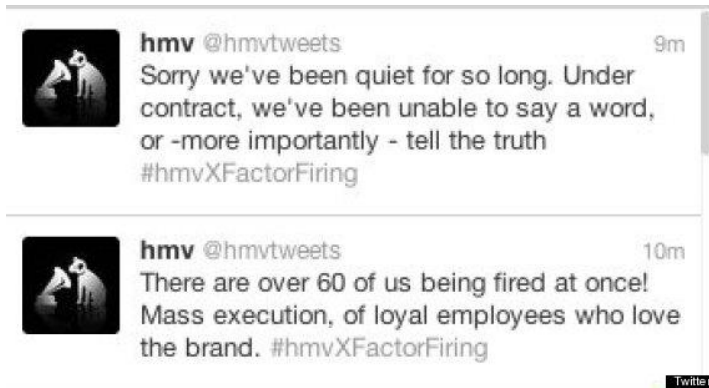 hmv @hmvtweets 9m
Sorry we've been quiet for so long. Under
contract, we've been unable to say a word,
or -more importantly - tell the truth
#hmvXFactorFiring
hmv @hmvtweets 10m
There are over 60 of us being fired at once!
Mass execution, of loyal employees who love
the brand. #hmvXFactorFiring
Twitter